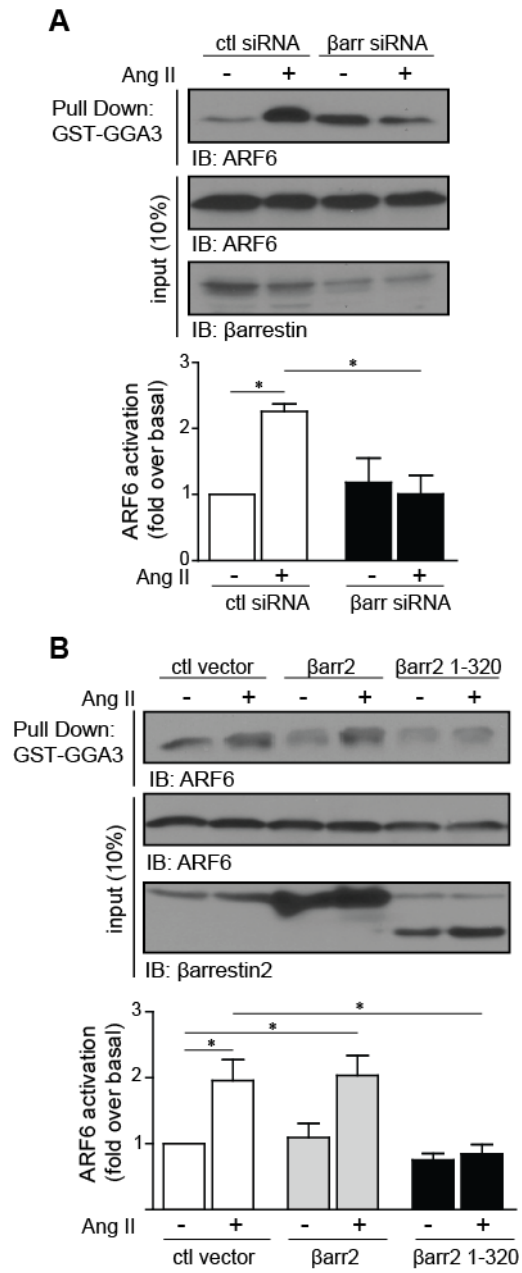 A
ctl siRNA βarr siRNA
Ang II - + - +
Pull Down:
GST-GGA3
IB: ARF6
input (10%)
IB: ARF6
IB: βarrestin
ARF6 activation
(fold over basal)
3
2
1
0
* *
Ang II - + - +
ctl siRNA βarr siRNA
B
ctl vector βarr2 βarr2 1-320
Ang II - + - + - +
Pull Down:
GST-GGA3
IB: ARF6
input (10%)
IB: ARF6
IB: βarrestin2
ARF6 activation
(fold over basal)
3
2
1
*
*
*
Ang II - + - + - +
ctl vector βarr2 βarr2 1-320